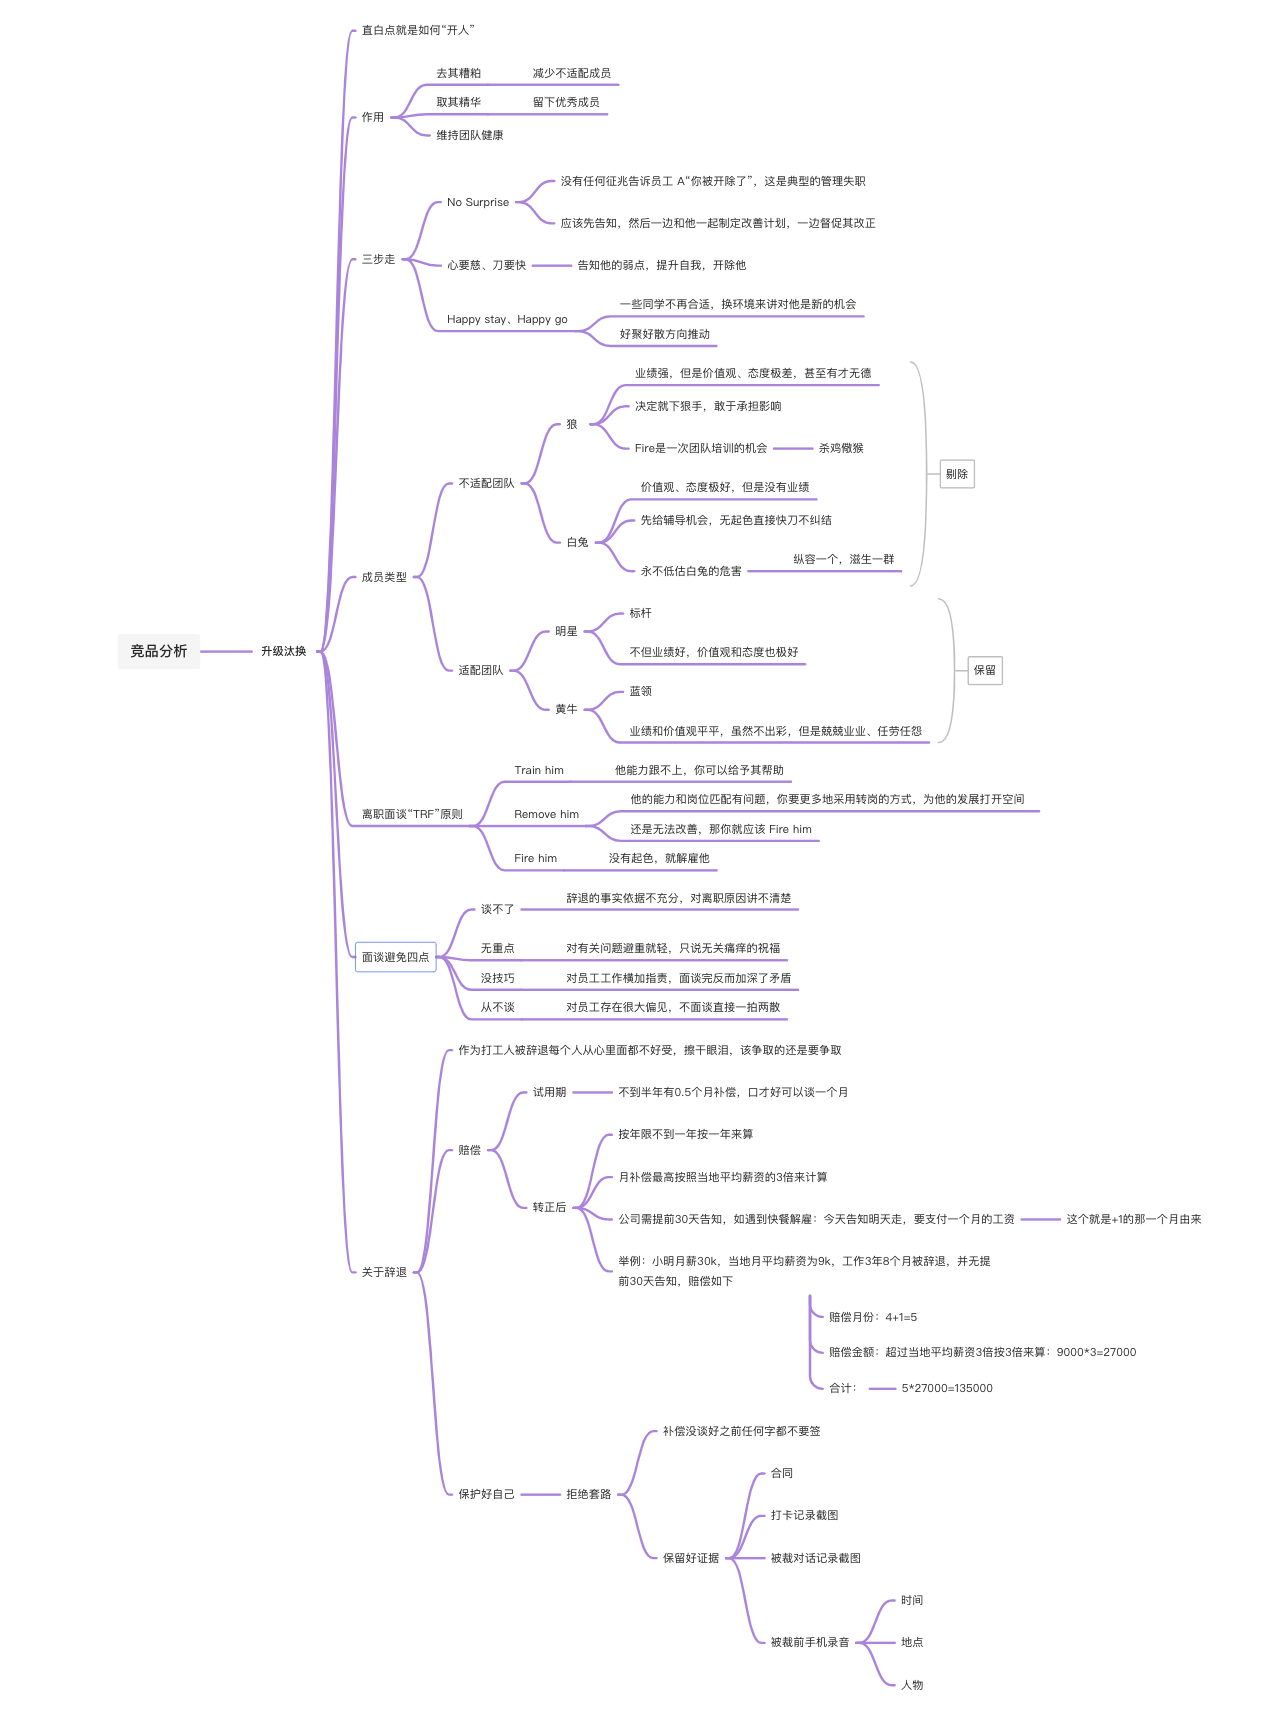 直白点就是如何“开人”
去其糟粕
减少不适配成员
取其精华
留下优秀成员
作用
维持团队健康
没有任何征兆告诉员工 A“你被开除了”，这是典型的管理失职
No Surprise
应该先告知，然后一边和他一起制定改善计划，一边督促其改正
三步走
心要慈、刀要快
告知他的弱点，提升自我，开除他
一些同学不再合适，换环境来讲对他是新的机会
Happy stay、Happy go
好聚好散方向推动
业绩强，但是价值观、态度极差，甚至有才无德
决定就下狠手，敢于承担影响
狼
Fire是一次团队培训的机会
杀鸡儆猴
剔除
不适配团队
价值观、态度极好，但是没有业绩
先给辅导机会，无起色直接快刀不纠结
白兔
纵容一个，滋生一群
永不低估白兔的危害
成员类型
标杆
明星
不但业绩好，价值观和态度也极好
竞品分析
升级汰换
适配团队
保留
蓝领
黄牛
业绩和价值观平平，虽然不出彩，但是兢兢业业、任劳任怨
Train him
他能力跟不上，你可以给予其帮助
他的能力和岗位匹配有问题，你要更多地采用转岗的方式，为他的发展打开空间
离职面谈“TRF”原则
Remove him
还是无法改善，那你就应该 Fire him
Fire him
没有起色，就解雇他
辞退的事实依据不充分，对离职原因讲不清楚
谈不了
无重点
对有关问题避重就轻，只说无关痛痒的祝福
面谈避免四点
没技巧
对员工工作横加指责，面谈完反而加深了矛盾
从不谈
对员工存在很大偏见，不面谈直接一拍两散
作为打工人被辞退每个人从心里面都不好受，擦干眼泪，该争取的还是要争取
试用期
不到半年有0.5个月补偿，口才好可以谈一个月
按年限不到一年按一年来算
赔偿
月补偿最高按照当地平均薪资的3倍来计算
转正后
公司需提前30天告知，如遇到快餐解雇：今天告知明天走，要支付一个月的工资
这个就是+1的那一个月由来
举例：小明月薪30k，当地月平均薪资为9k，工作3年8个月被辞退，并无提
前30天告知，赔偿如下
关于辞退
赔偿月份：4+1=5
赔偿金额：超过当地平均薪资3倍按3倍来算：9000*3=27000
合计：
5*27000=135000
补偿没谈好之前任何字都不要签
合同
保护好自己
拒绝套路
打卡记录截图
保留好证据
被裁对话记录截图
时间
被裁前手机录音
地点
人物